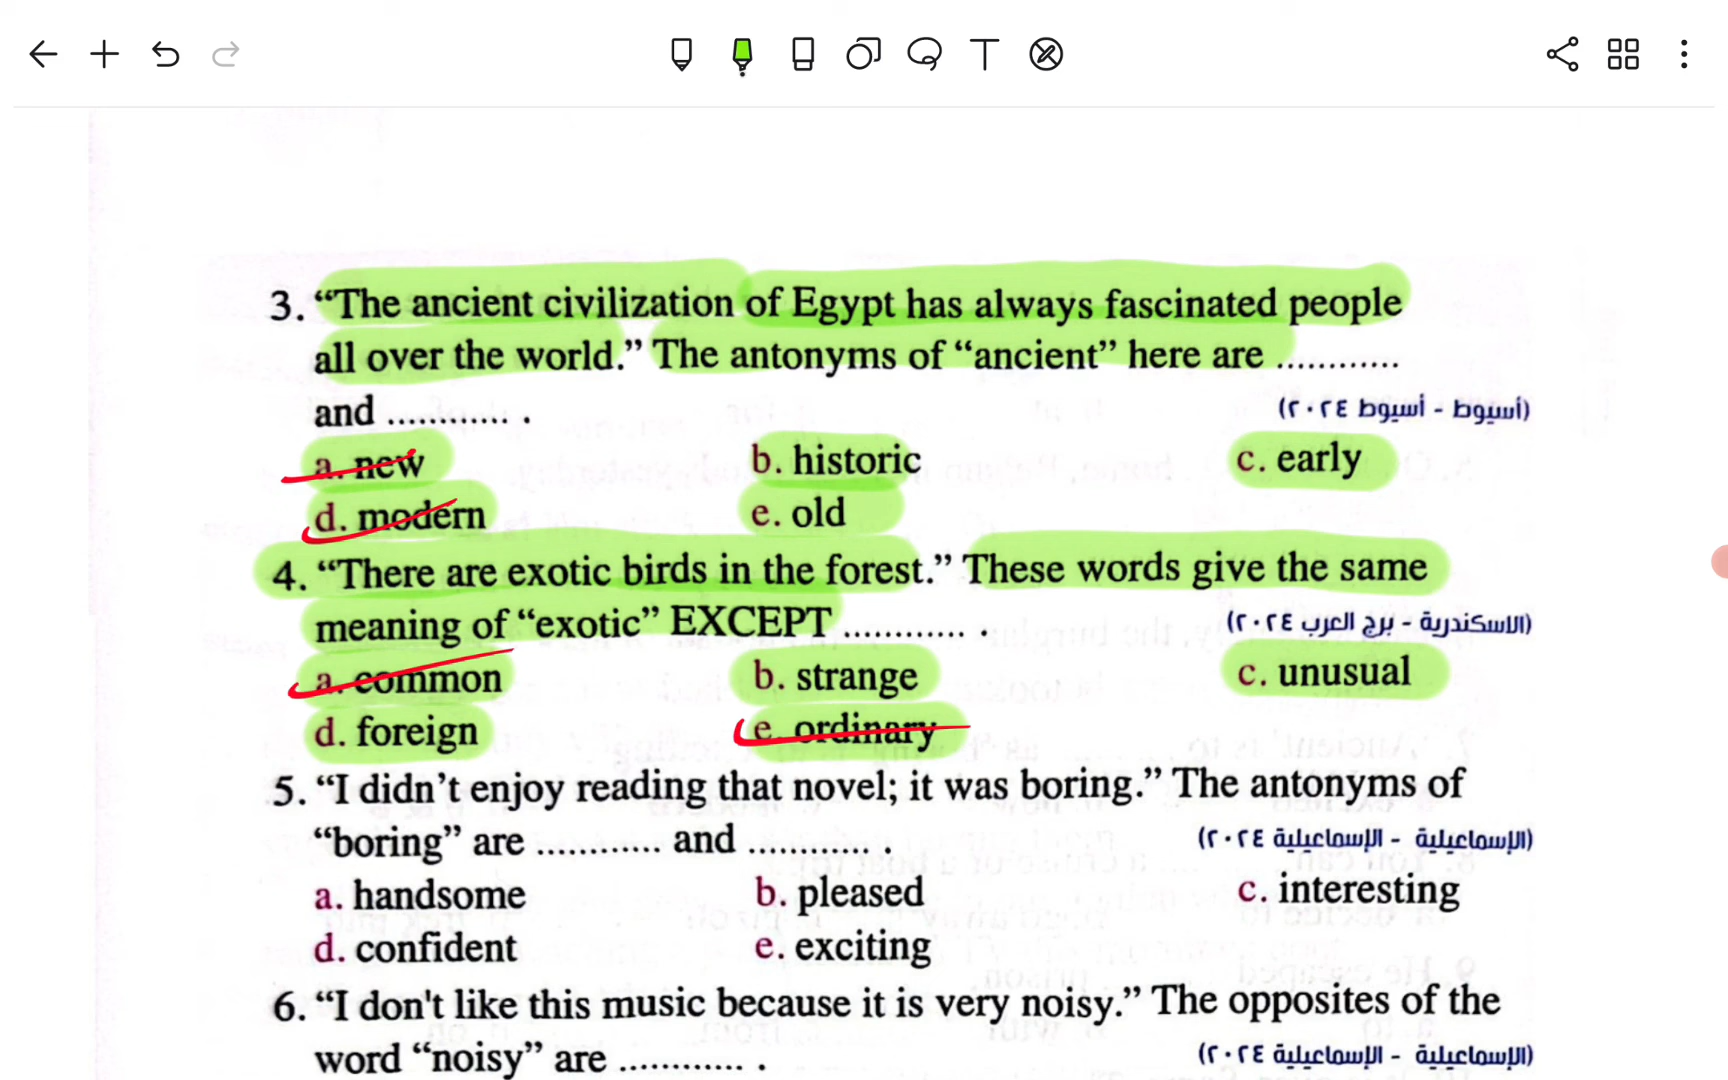 3. “The ancient civilization of Egypt has always fascinated people
all over the world.” The antonyms of “ancient” here are ............
and ............ .
(أسيوط - أسيوط ٢٠٢٤)
a. new b. historic c. early
d. modern e. old
4. “There are exotic birds in the forest.” These words give the same
meaning of “exotic” EXCEPT ............ .
(الاسكندرية - برج العرب ٢٠٢٤)
a. common b. strange c. unusual
d. foreign e. ordinary
5. “I didn’t enjoy reading that novel; it was boring.” The antonyms of
“boring” are ............ and ............ .
(الإسماعيلية - الإسماعيلية ٢٠٢٤)
a. handsome b. pleased c. interesting
d. confident e. exciting
6. “I don't like this music because it is very noisy.” The opposites of the
word “noisy” are ............ .
(الإسماعيلية - الإسماعيلية ٢٠٢٤)